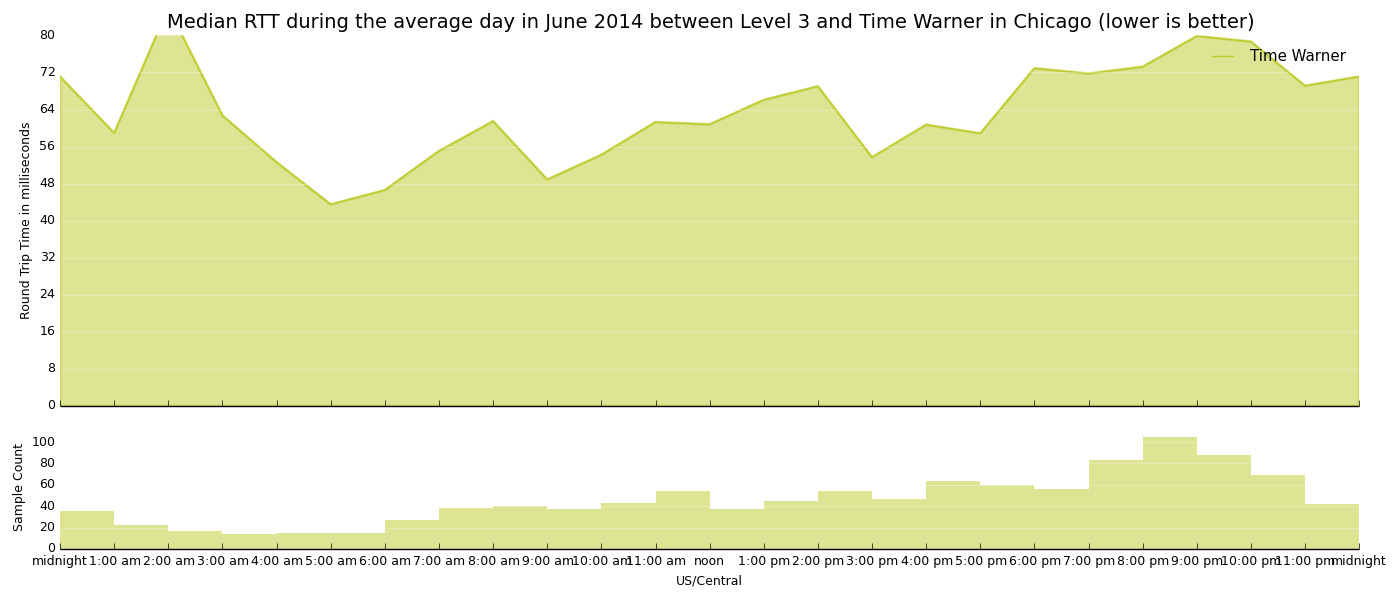 Median RTT during the average day in June 2014 between Level 3 and Time Warner in Chicago (lower is better)
Time Warner
Round Trip Time in milliseconds
80
72
64
56
48
40
32
24
16
8
0
Sample Count
100
80
60
40
20
0
midnight 1:00 am 2:00 am 3:00 am 4:00 am 5:00 am 6:00 am 7:00 am 8:00 am 9:00 am 10:00 am 11:00 am noon 1:00 pm 2:00 pm 3:00 pm 4:00 pm 5:00 pm 6:00 pm 7:00 pm 8:00 pm 9:00 pm 10:00 pm 11:00 pm midnight
US/Central